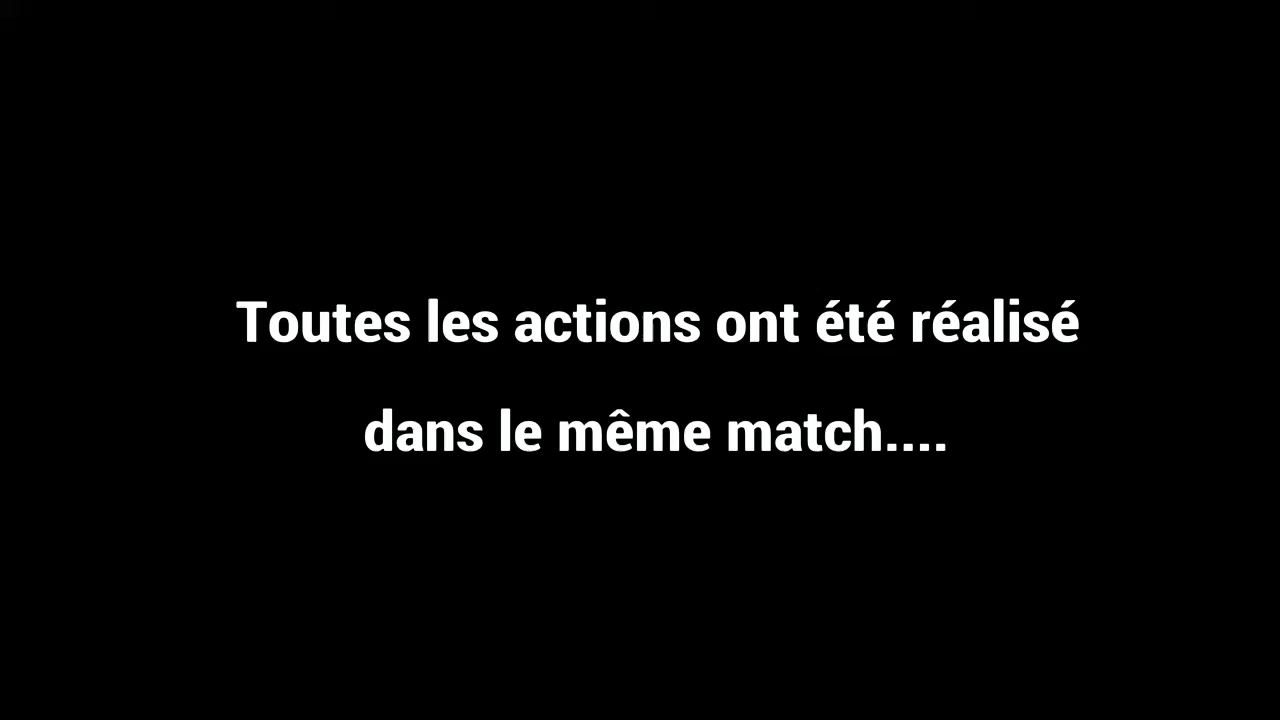 Toutes les actions ont été réalisé
dans le même match....